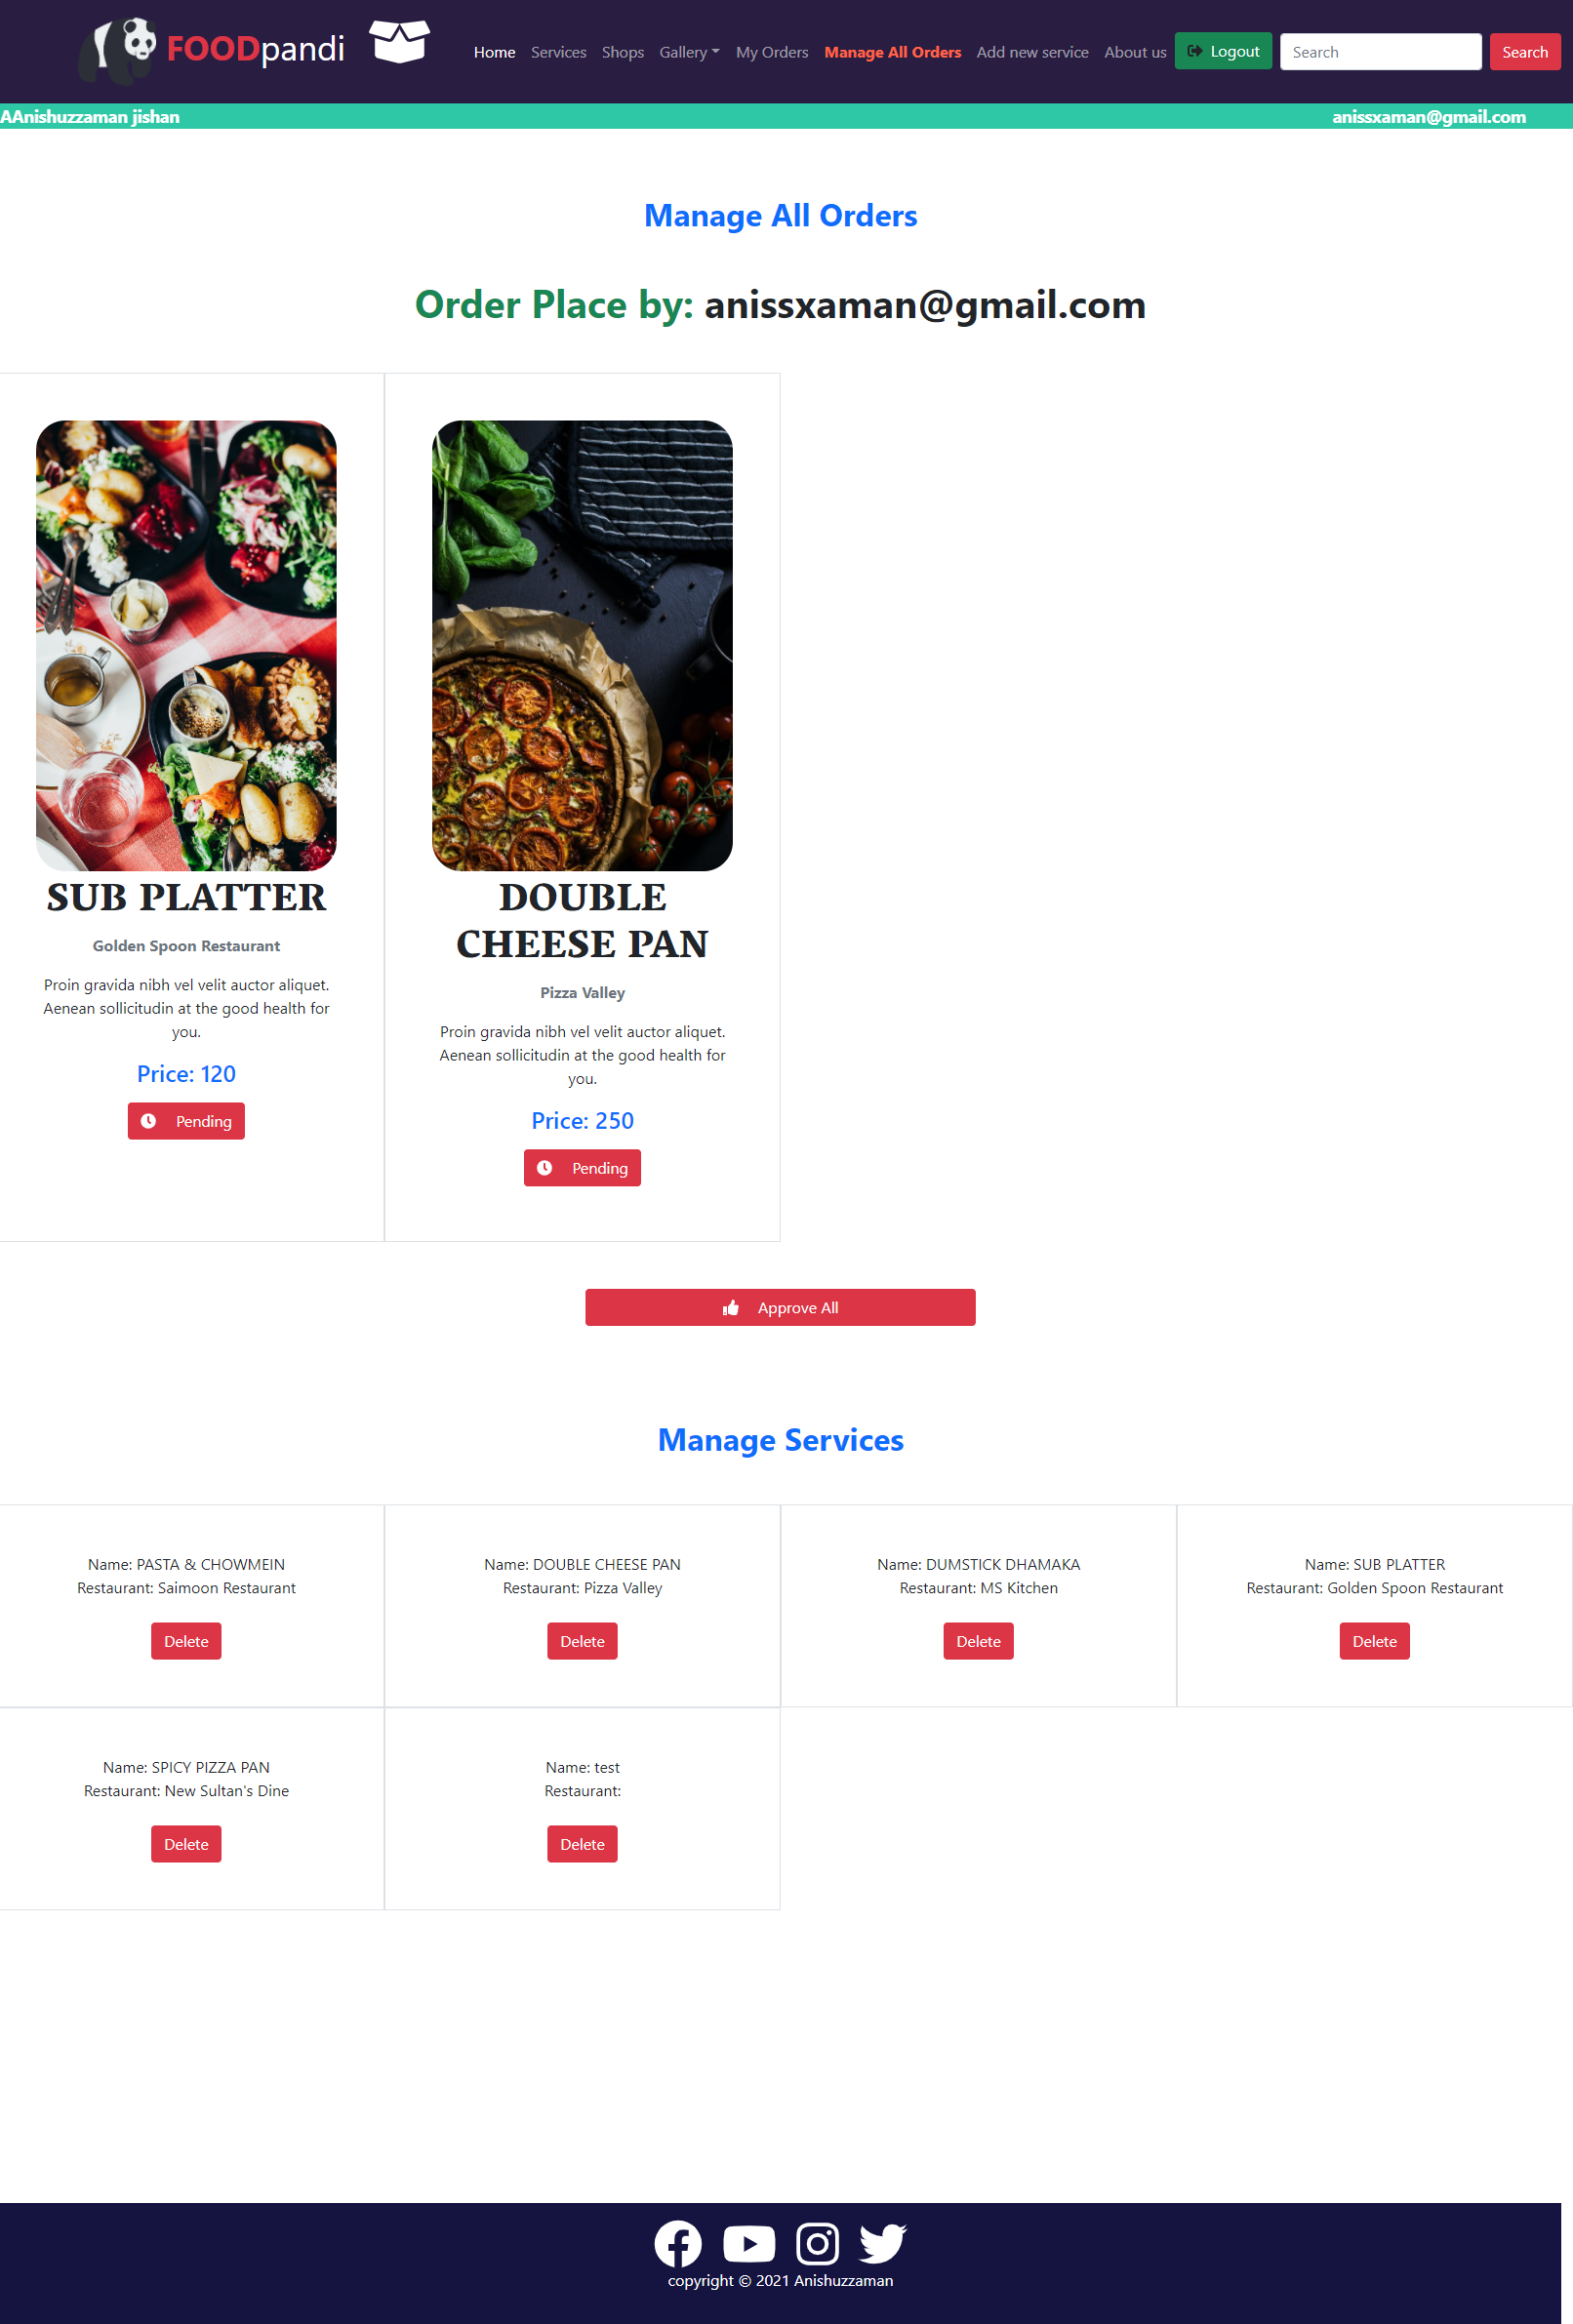 FOODpandi
Home Services Shops Gallery My Orders Manage All Orders Add new service About us Logout Search Search
AAnishuzzaman jishan anissxaman@gmail.com
Manage All Orders
Order Place by: anissxaman@gmail.com
SUB PLATTER
Golden Spoon Restaurant
Proin gravida nibh vel velit auctor aliquet.
Aenean sollicitudin at the good health for
you.
Price: 120
Pending
DOUBLE
CHEESE PAN
Pizza Valley
Proin gravida nibh vel velit auctor aliquet.
Aenean sollicitudin at the good health for
you.
Price: 250
Pending
Approve All
Manage Services
Name: PASTA & CHOWMEIN
Restaurant: Saimoon Restaurant
Delete
Name: DOUBLE CHEESE PAN
Restaurant: Pizza Valley
Delete
Name: DUMSTICK DHAMAKA
Restaurant: MS Kitchen
Delete
Name: SUB PLATTER
Restaurant: Golden Spoon Restaurant
Delete
Name: SPICY PIZZA PAN
Restaurant: New Sultan's Dine
Delete
Name: test
Restaurant:
Delete
copyright © 2021 Anishuzzaman